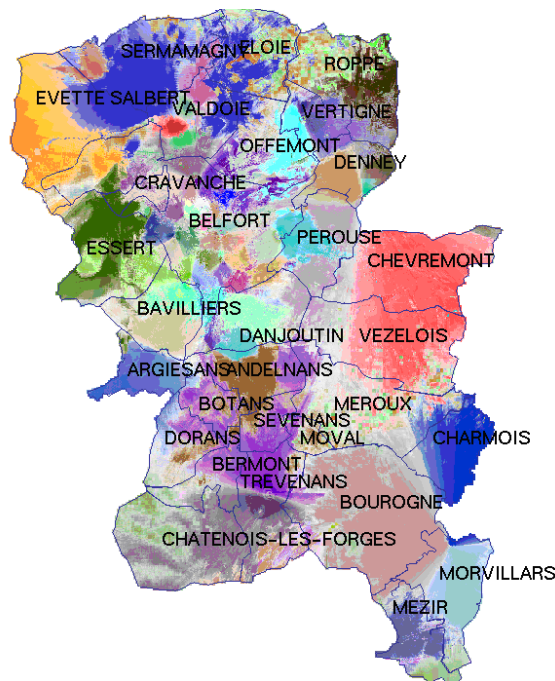 SERMAMAGNY
ELOIE
ROPPE
EVETTE SALBERT
VALDOIE
VERTIGNE
OFFEMONT
DENNEY
CRAVANCHE
BELFORT
PEROUSE
ESSERT
CHEVREMONT
BAVILLIERS
DANJOUTIN
VEZELOIS
ARGIESANS
ANDELNANS
BOTANS
MEROUX
SEVENANS
DORANS
MOVAL
CHARMOIS
BERMONT
TREVENANS
BOUROGNE
CHATENOIS-LES-FORGES
MORVILLARS
MEZIR